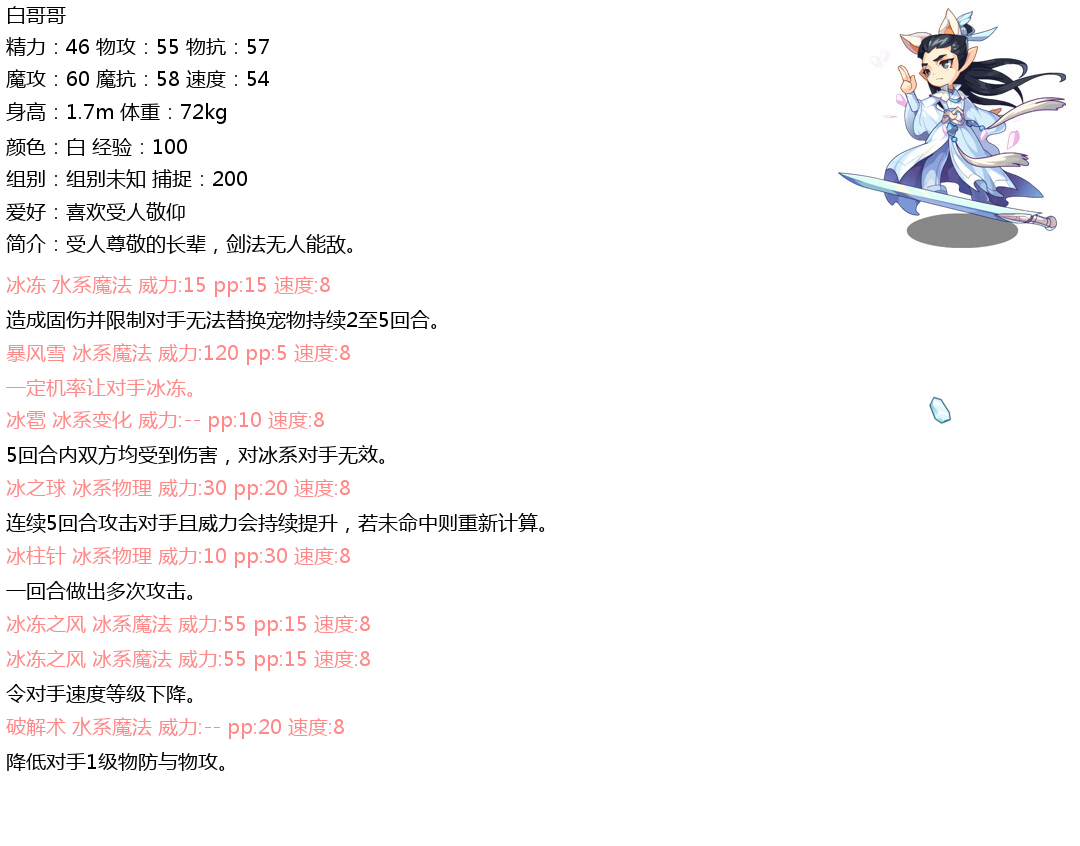 白哥哥
精力：46 物攻：55 物抗：57
魔攻：60 魔抗：58 速度：54
身高：1.7m 体重：72kg
颜色：白 经验：100
组别：组别未知 捕捉：200
爱好：喜欢受人敬仰
简介：受人尊敬的长辈，剑法无人能敌。
冰冻 水系魔法 威力:15 pp:15 速度:8
造成固伤并限制对手无法替换宠物持续2至5回合。
暴风雪 冰系魔法 威力:120 pp:5 速度:8
一定机率让对手冰冻。
冰雹 冰系变化 威力:-- pp:10 速度:8
5回合内双方均受到伤害，对冰系对手无效。
冰之球 冰系物理 威力:30 pp:20 速度:8
连续5回合攻击对手且威力会持续提升，若未命中则重新计算。
冰柱针 冰系物理 威力:10 pp:30 速度:8
一回合做出多次攻击。
冰冻之风 冰系魔法 威力:55 pp:15 速度:8
冰冻之风 冰系魔法 威力:55 pp:15 速度:8
令对手速度等级下降。
破解术 水系魔法 威力:-- pp:20 速度:8
降低对手1级物防与物攻。